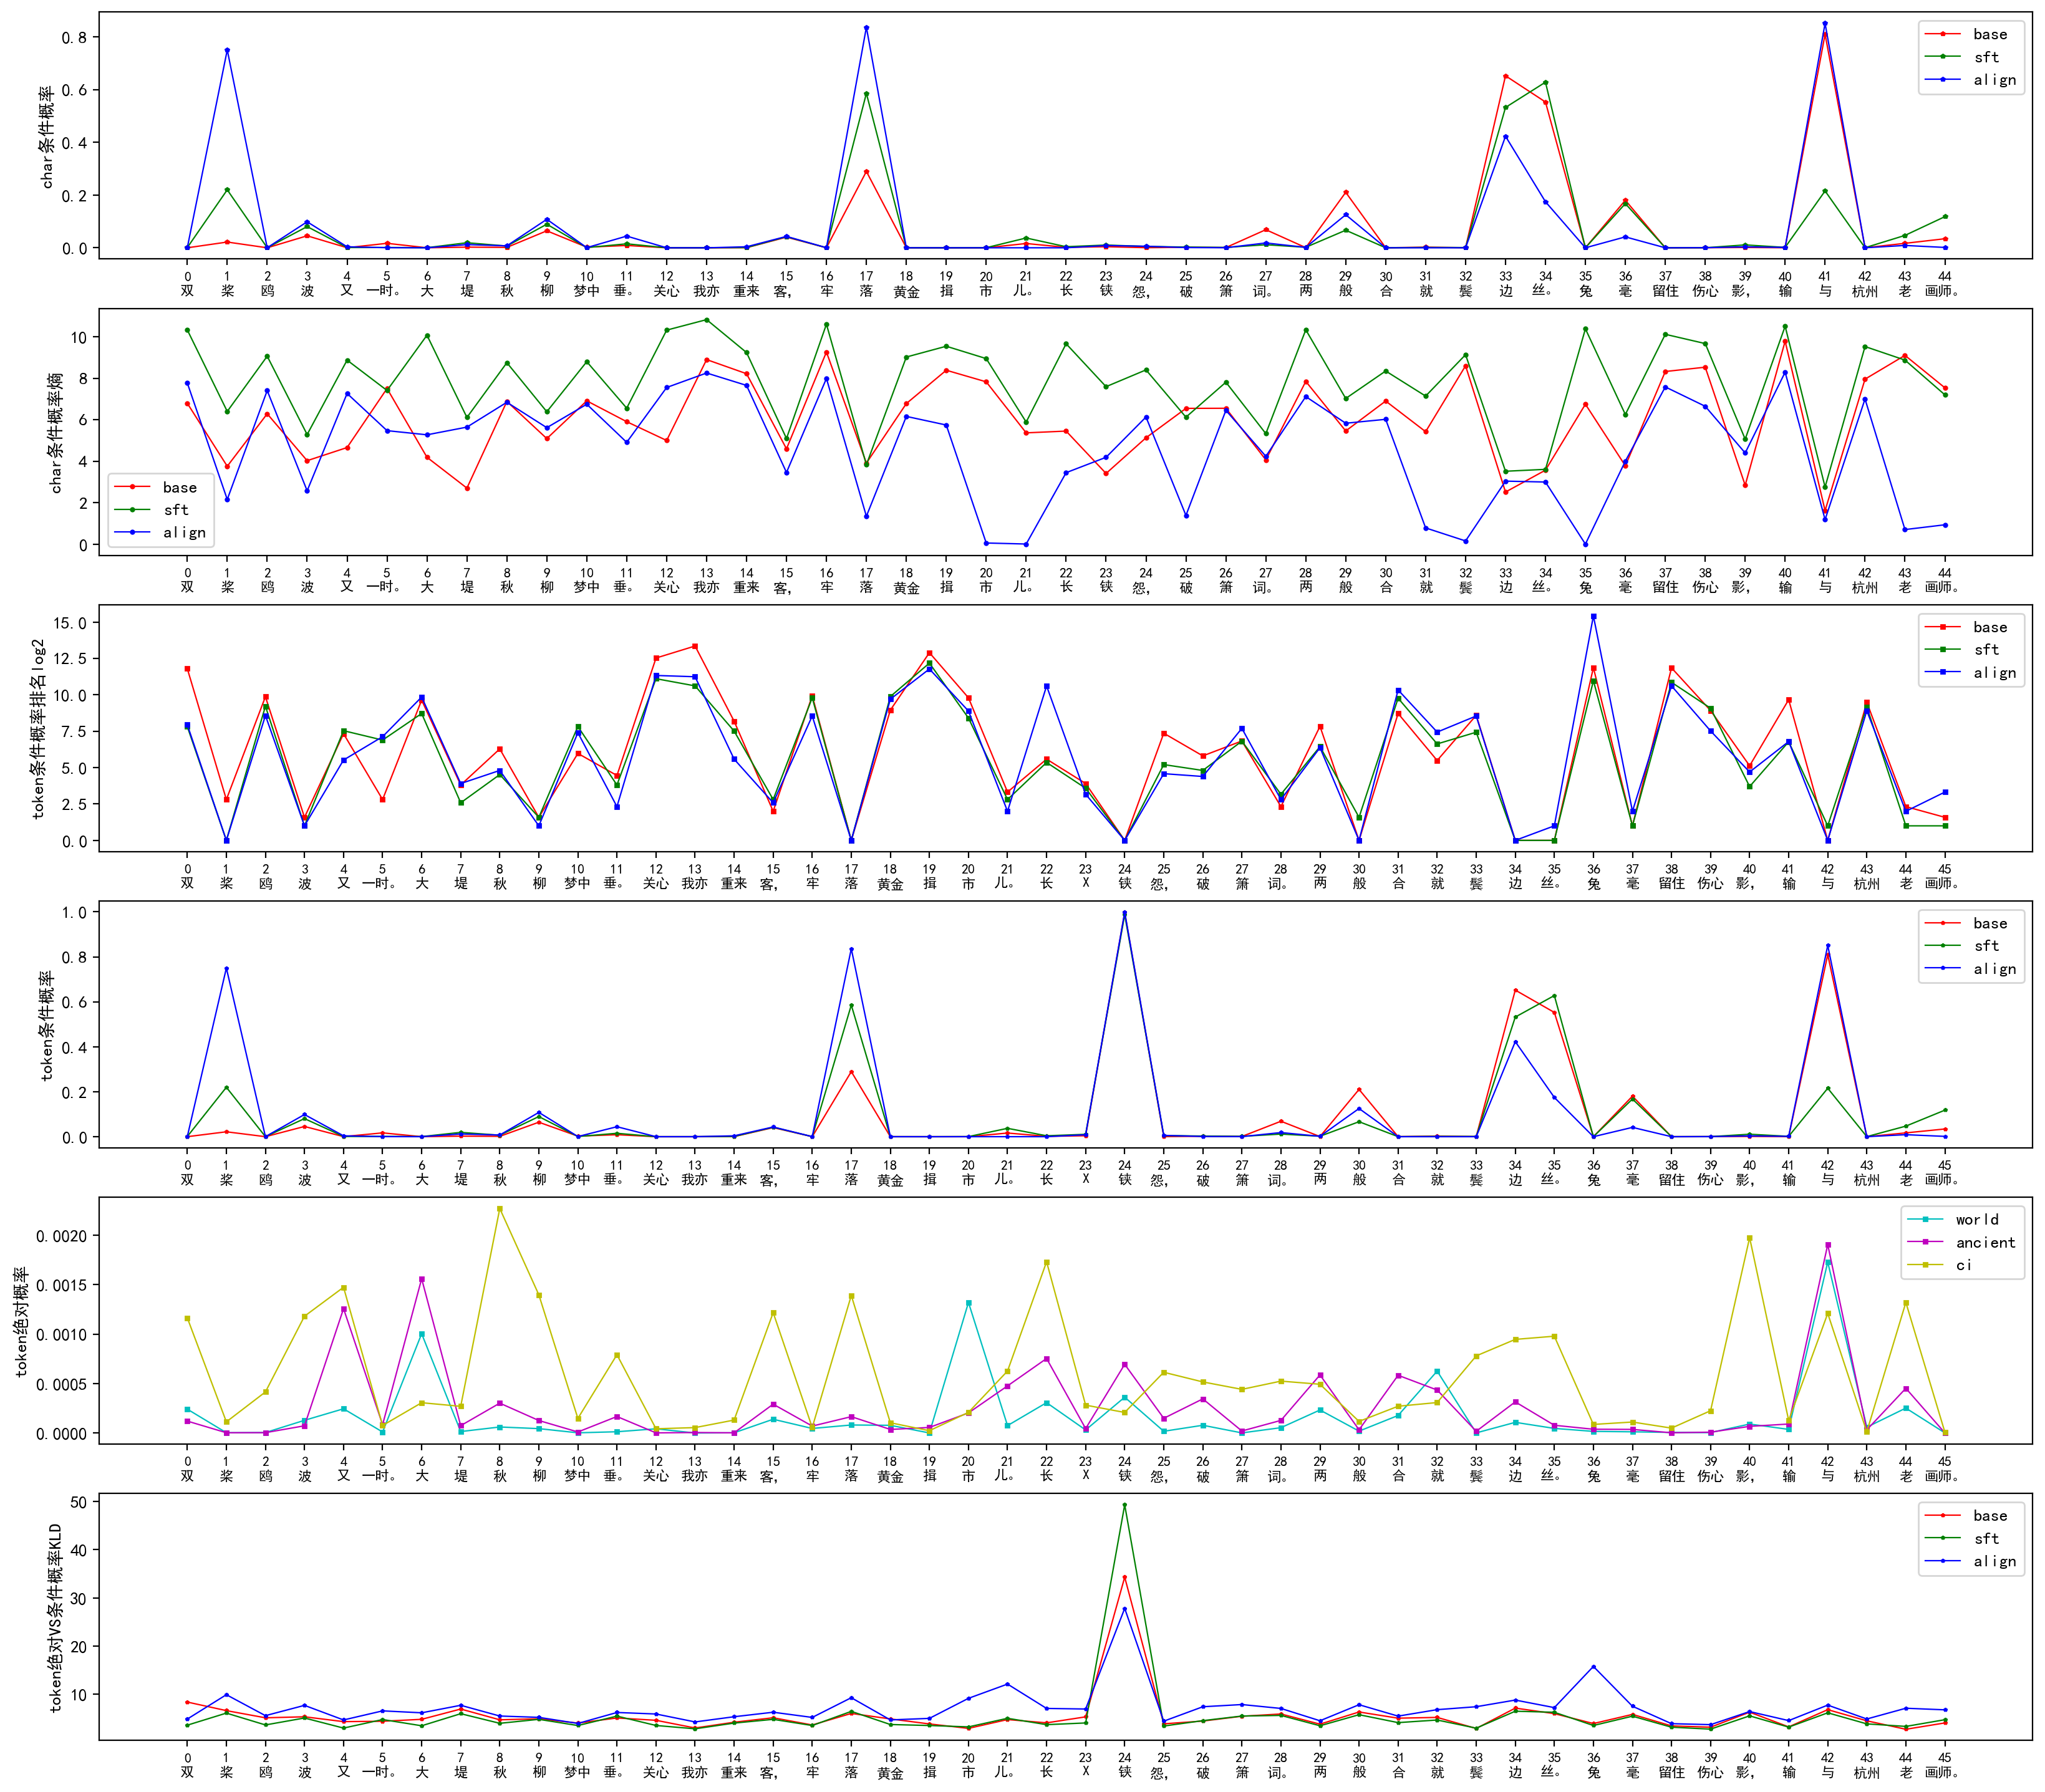 char条件概率
0.8
0.6
0.4
0.2
0.0
base
sft
align
0 1 2 3 4 5 6 7 8 9 10 11 12 13 14 15 16 17 18 19 20 21 22 23 24 25 26 27 28 29 30 31 32 33 34 35 36 37 38 39 40 41 42 43 44
双 桨 鸥 波 又 一时。 大 堤 秋 柳 梦中 垂。 关心 我亦 重来 客, 牢 落 黄金 揖 市 儿。 长 铗 怨, 破 箫 词。 两 般 合 就 鬓 边 丝。 兔 毫 留住 伤心 影, 输 与 杭州 老 画师。
char条件概率熵
10
8
6
4
2
0
base
sft
align
0 1 2 3 4 5 6 7 8 9 10 11 12 13 14 15 16 17 18 19 20 21 22 23 24 25 26 27 28 29 30 31 32 33 34 35 36 37 38 39 40 41 42 43 44
双 桨 鸥 波 又 一时。 大 堤 秋 柳 梦中 垂。 关心 我亦 重来 客, 牢 落 黄金 揖 市 儿。 长 铗 怨, 破 箫 词。 两 般 合 就 鬓 边 丝。 兔 毫 留住 伤心 影, 输 与 杭州 老 画师。
token条件概率排名log2
15.0
12.5
10.0
7.5
5.0
2.5
0.0
base
sft
align
0 1 2 3 4 5 6 7 8 9 10 11 12 13 14 15 16 17 18 19 20 21 22 23 24 25 26 27 28 29 30 31 32 33 34 35 36 37 38 39 40 41 42 43 44 45
双 桨 鸥 波 又 一时。 大 堤 秋 柳 梦中 垂。 关心 我亦 重来 客, 牢 落 黄金 揖 市 儿。 长 X 铗 怨, 破 箫 词。 两 般 合 就 鬓 边 丝。 兔 毫 留住 伤心 影, 输 与 杭州 老 画师。
token条件概率
1.0
0.8
0.6
0.4
0.2
0.0
base
sft
align
0 1 2 3 4 5 6 7 8 9 10 11 12 13 14 15 16 17 18 19 20 21 22 23 24 25 26 27 28 29 30 31 32 33 34 35 36 37 38 39 40 41 42 43 44 45
双 桨 鸥 波 又 一时。 大 堤 秋 柳 梦中 垂。 关心 我亦 重来 客, 牢 落 黄金 揖 市 儿。 长 X 铗 怨, 破 箫 词。 两 般 合 就 鬓 边 丝。 兔 毫 留住 伤心 影, 输 与 杭州 老 画师。
token绝对概率
0.0020
0.0015
0.0010
0.0005
0.0000
world
ancient
ci
0 1 2 3 4 5 6 7 8 9 10 11 12 13 14 15 16 17 18 19 20 21 22 23 24 25 26 27 28 29 30 31 32 33 34 35 36 37 38 39 40 41 42 43 44 45
双 桨 鸥 波 又 一时。 大 堤 秋 柳 梦中 垂。 关心 我亦 重来 客, 牢 落 黄金 揖 市 儿。 长 X 铗 怨, 破 箫 词。 两 般 合 就 鬓 边 丝。 兔 毫 留住 伤心 影, 输 与 杭州 老 画师。
token绝对VS条件概率KLD
50
40
30
20
10
base
sft
align
0 1 2 3 4 5 6 7 8 9 10 11 12 13 14 15 16 17 18 19 20 21 22 23 24 25 26 27 28 29 30 31 32 33 34 35 36 37 38 39 40 41 42 43 44 45
双 桨 鸥 波 又 一时。 大 堤 秋 柳 梦中 垂。 关心 我亦 重来 客, 牢 落 黄金 揖 市 儿。 长 X 铗 怨, 破 箫 词。 两 般 合 就 鬓 边 丝。 兔 毫 留住 伤心 影, 输 与 杭州 老 画师。